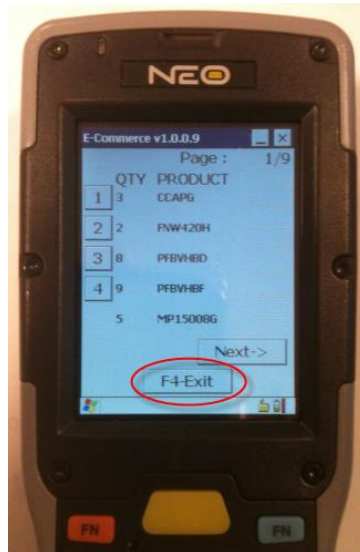 NEO
E-Commerce v1.0.0.9
Page : 1/9
QTY PRODUCT
1 3 CCAPG
2 2 FNW420H
3 8 PFBVHBD
4 9 PFBVHBF
5 MP15008G
Next->
F4-Exit
FN FN